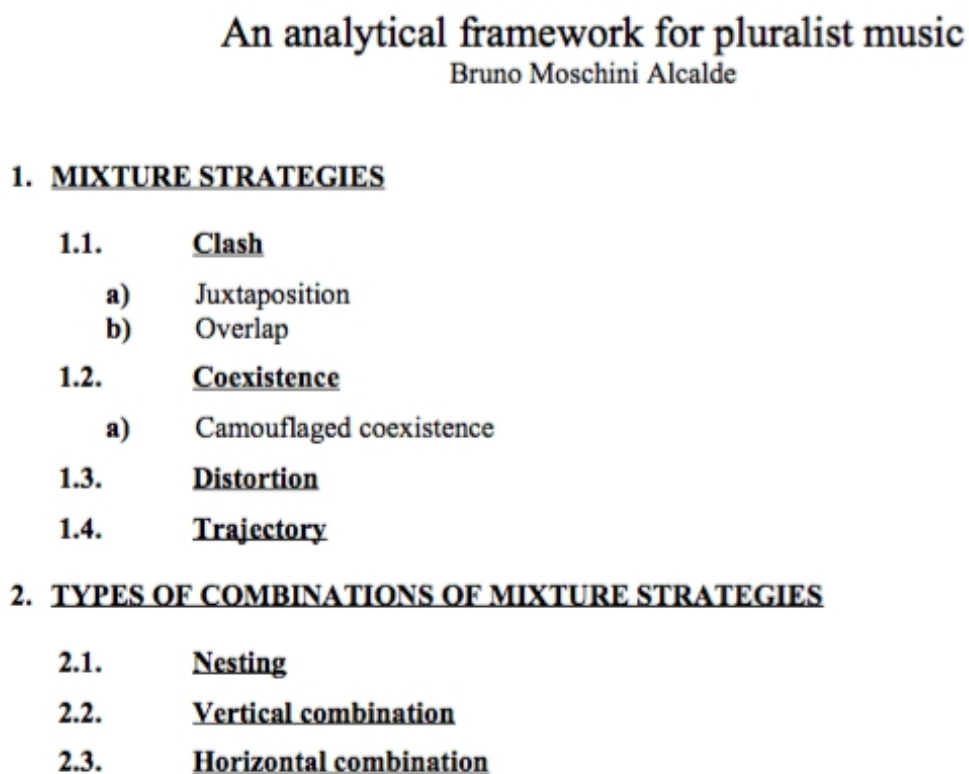 An analytical framework for pluralist music
Bruno Moschini Alcalde
1. MIXTURE STRATEGIES
1.1. Clash
a) Juxtaposition
b) Overlap
1.2. Coexistence
a) Camouflaged coexistence
1.3. Distortion
1.4. Trajectory
2. TYPES OF COMBINATIONS OF MIXTURE STRATEGIES
2.1. Nesting
2.2. Vertical combination
2.3. Horizontal combination